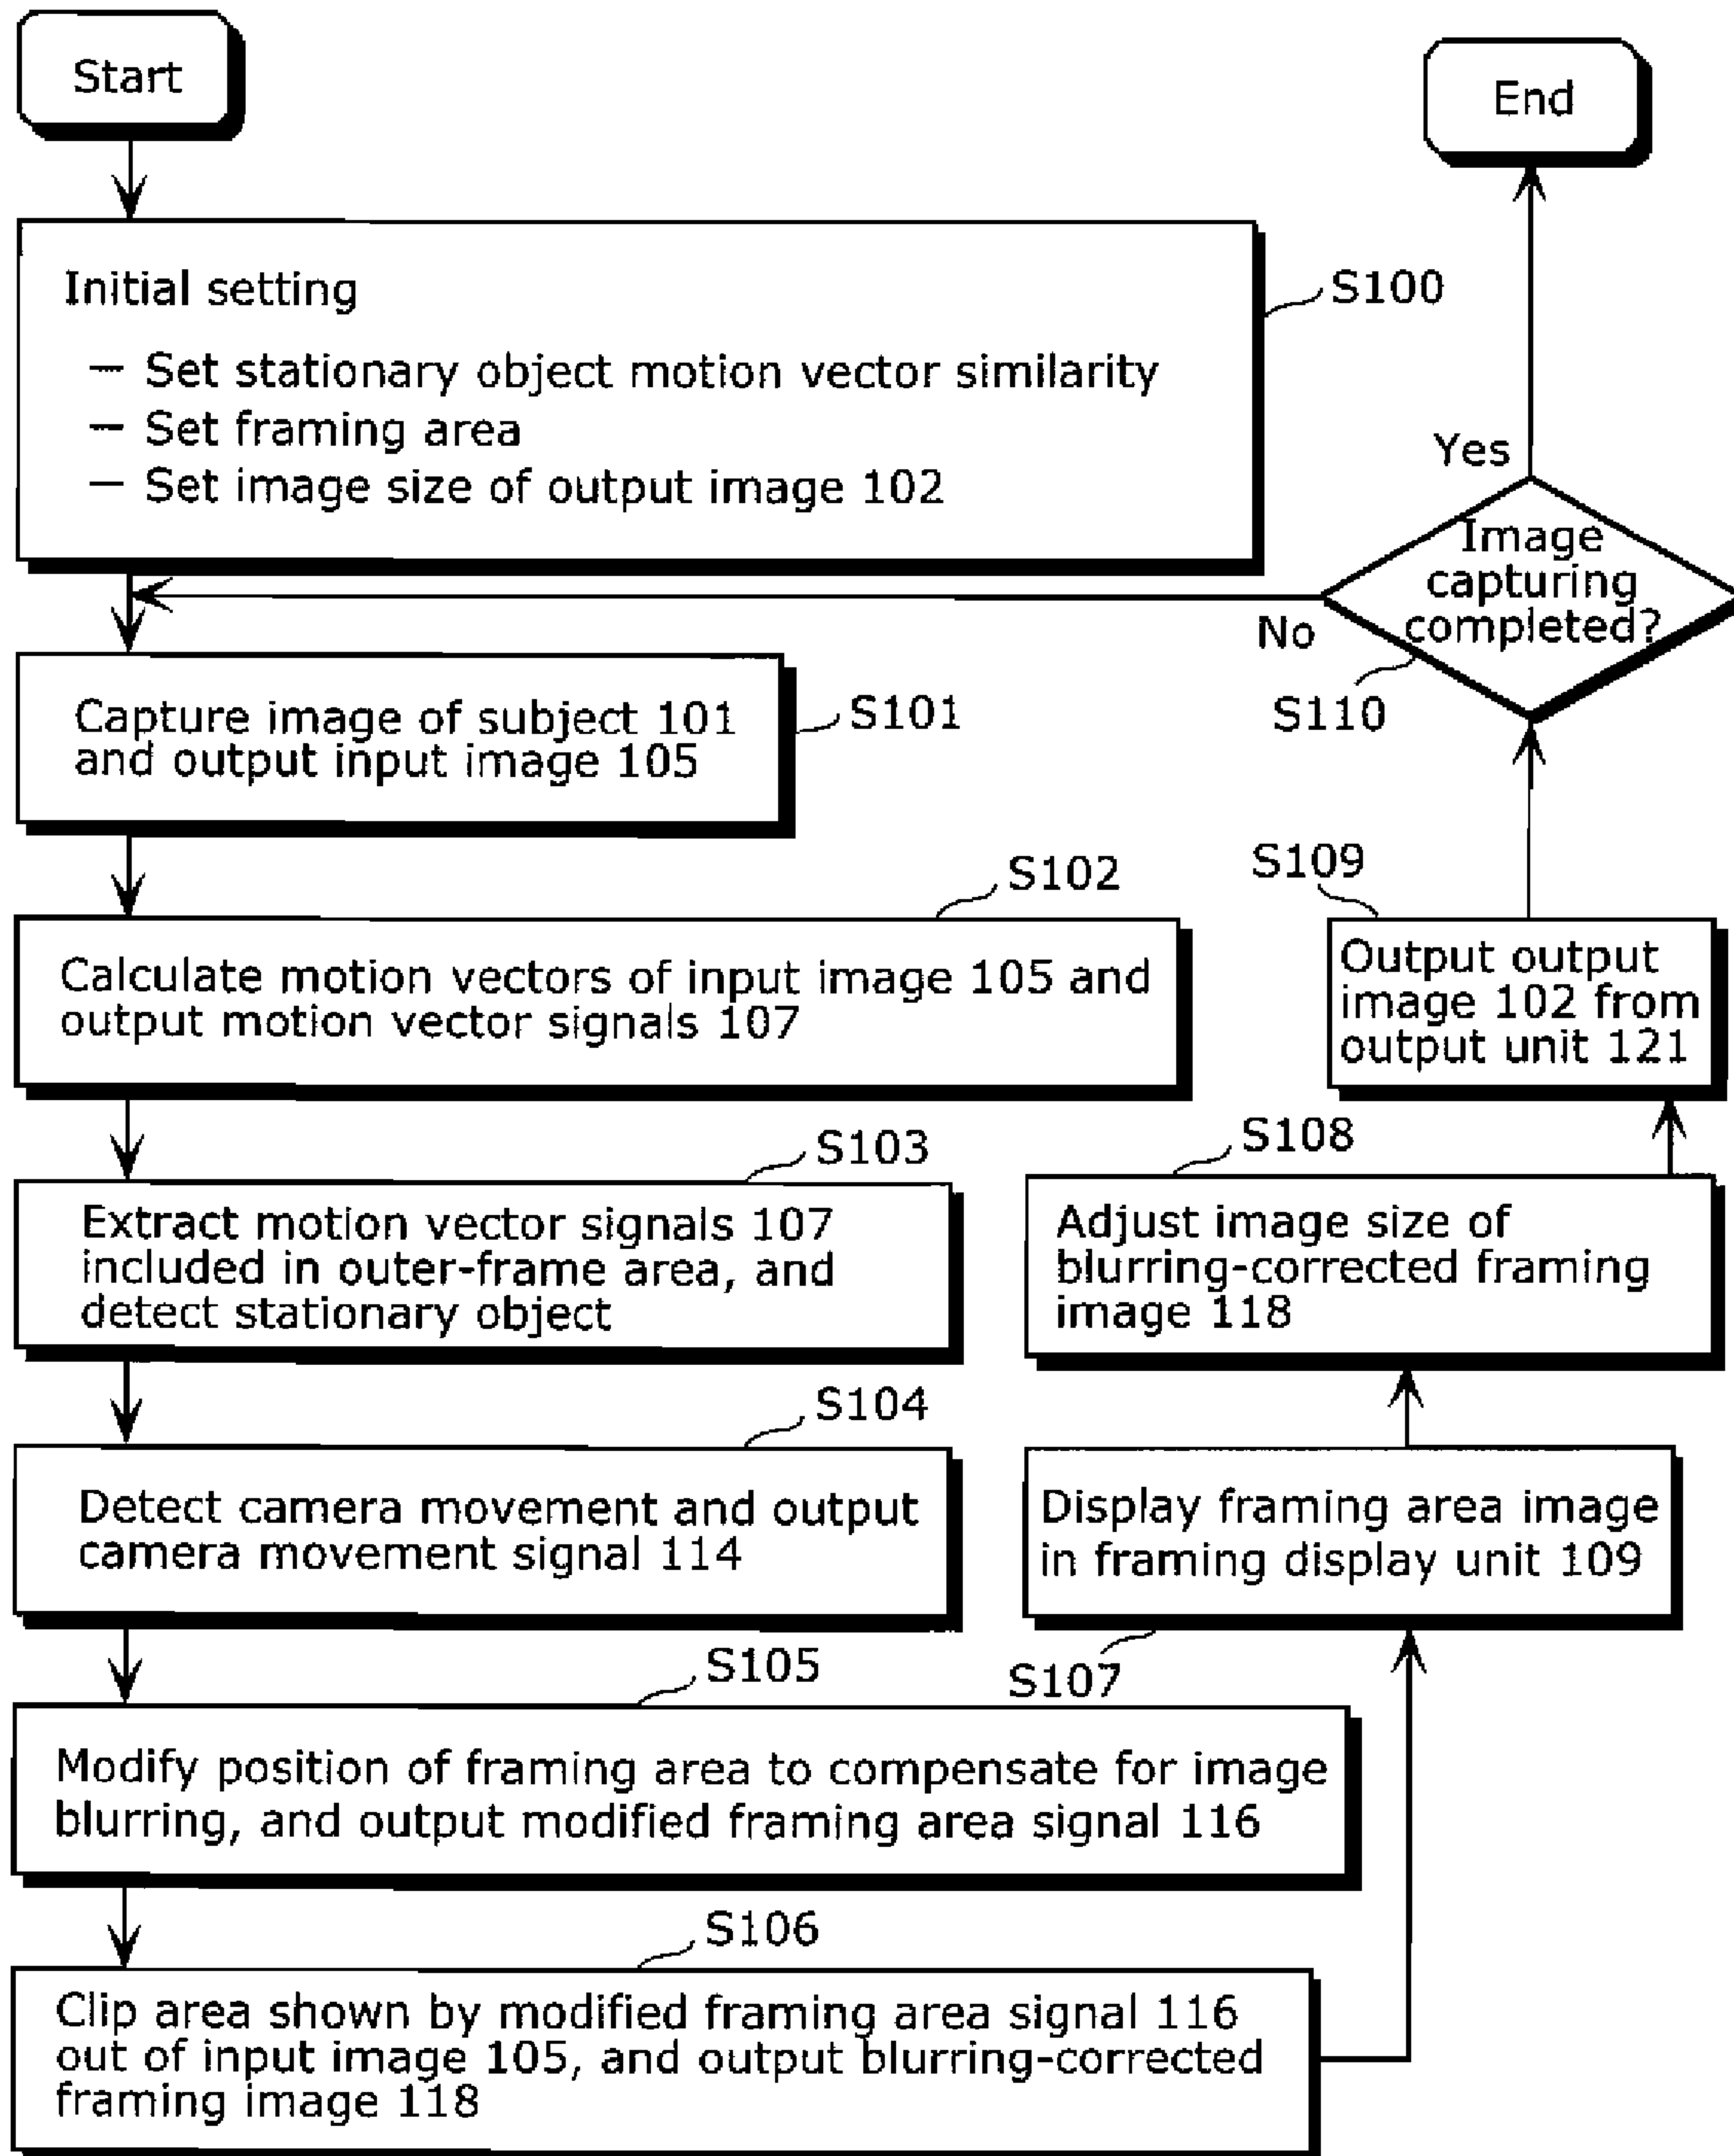 Start
Initial setting
— Set stationary object motion vector similarity
— Set framing area
— Set image size of output image 102
S100
Capture image of subject 101
and output input image 105
S101
S102
Calculate motion vectors of input image 105 and
output motion vector signals 107
S103
Extract motion vector signals 107
included in outer-frame area, and
detect stationary object
S104
Detect camera movement and output
camera movement signal 114
S105
Modify position of framing area to compensate for image
blurring, and output modified framing area signal 116
S106
Clip area shown by modified framing area signal 116
out of input image 105, and output blurring-corrected
framing image 118
S107
Display framing area image
in framing display unit 109
S108
Adjust image size of
blurring-corrected framing
image 118
S109
Output output
image 102 from
output unit 121
S110
Image
capturing
completed?
No
Yes
End